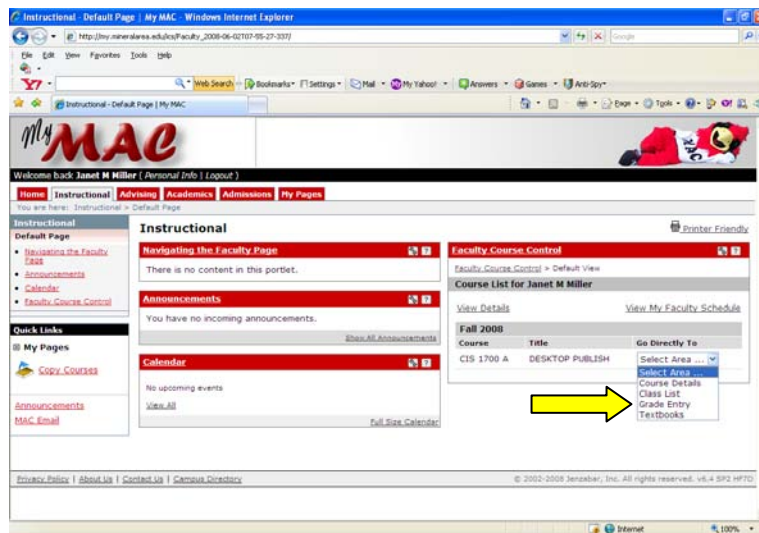 Instructional - Default Page | My MAC - Windows Internet Explorer
http://my.mineralarea.edu/ics/Faculty_2008-06-02T07-55-27-337/
Google
File Edit View Favorites Tools Help
Y7 - Web Search Bookmarks Settings Mail My Yahoo! Answers Games Anti-Spy
Instructional - Default Page | My MAC
Page Tools
My MAC
MAC
Welcome back Janet M Miller ( Personal Info | Logout )
Home Instructional Advising Academics Admissions My Pages
You are here: Instructional > Default Page
Instructional
Default Page
Navigating the Faculty Page
Announcements
Calendar
Faculty Course Control
Quick Links
My Pages
Copy Courses
Announcements
MAC Email
Instructional
Printer Friendly
Navigating the Faculty Page
There is no content in this portlet.
Announcements
You have no incoming announcements.
Show All Announcements
Calendar
No upcoming events
View All
Full Size Calendar
Faculty Course Control
Faculty Course Control > Default View
Course List for Janet M Miller
View Details View My Faculty Schedule
Fall 2008
Course Title Go Directly To
CIS 1700 A DESKTOP PUBLISH Select Area ...
Select Area ...
Course Details
Class List
Grade Entry
Textbooks
Privacy Policy | About Us | Contact Us | Campus Directory
© 2002-2008 Jenzabar, Inc. All rights reserved. v6.4 SP2 HF7D
Internet 100%